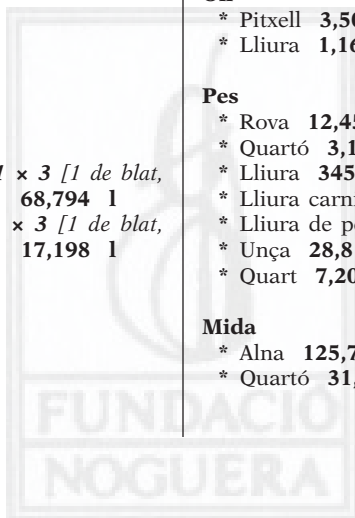 × 3 [1 de blat,
68,794 l
× 3 [1 de blat,
17,198 l
* Pitxell 3,50
* Lliura 1,16
Pes
* Rova 12,45
* Quartó 3,1
* Lliura 345
* Lliura carni
* Lliura de pe
* Unça 28,8
* Quart 7,20
Mida
* Alna 125,7
* Quartó 31,
FUNDACIÓ
NOGUERA